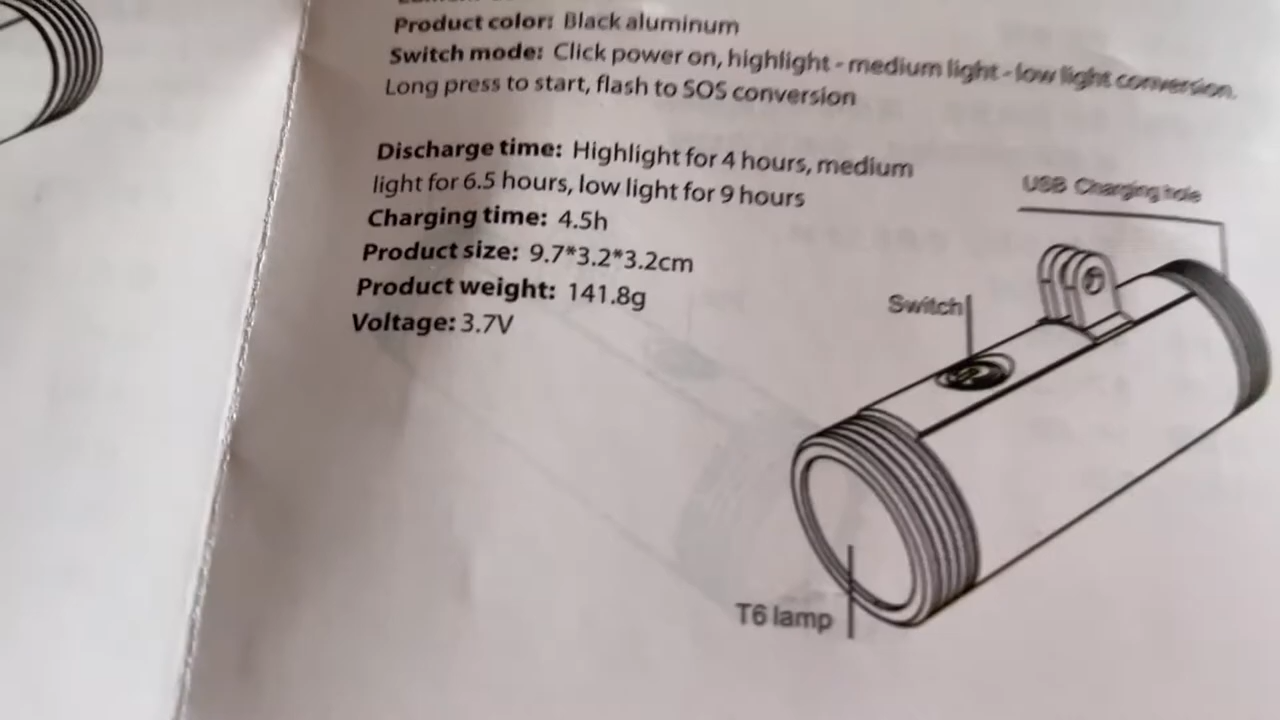 Product color: Black aluminum
Switch mode: Click power on, highlight - medium light - low light conversion.
Long press to start, flash to SOS conversion
Discharge time: Highlight for 4 hours, medium
light for 6.5 hours, low light for 9 hours
Charging time: 4.5h
Product size: 9.7*3.2*3.2cm
Product weight: 141.8g
Voltage: 3.7V
USB Charging hole
Switch
T6 lamp